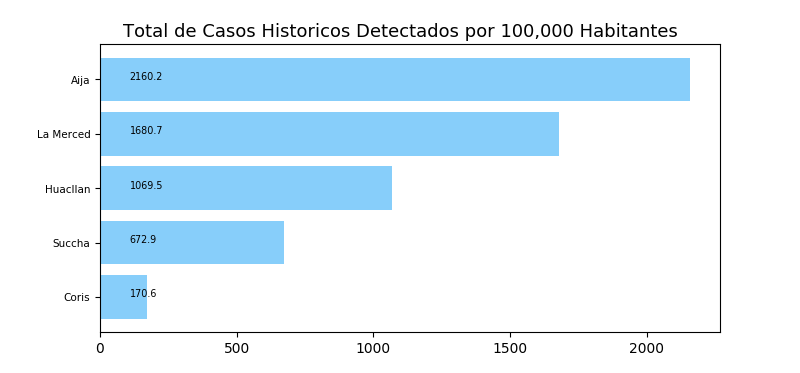 Total de Casos Historicos Detectados por 100,000 Habitantes
Aija 2160.2
La Merced 1680.7
Huacllan 1069.5
Succha 672.9
Coris 170.6
0 500 1000 1500 2000